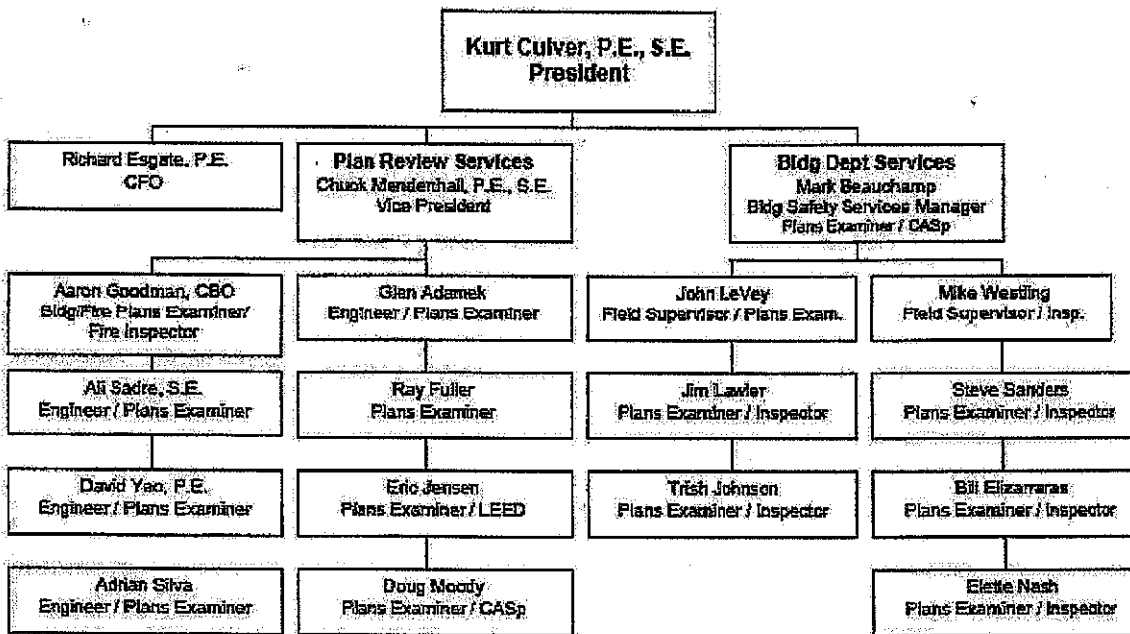 Kurt Culver, P.E., S.E.
President
Richard Esgate, P.E.
CFO
Plan Review Services
Chuck Mendenhall, P.E., S.E.
Vice President
Bldg Dept Services
Mark Beauchamp
Bldg Safety Services Manager
Plans Examiner / CASp
Aaron Goodman, CBO
Bldg/Fire Plans Examiner/
Fire Inspector
Glen Adamek
Engineer / Plans Examiner
John LeVey
Field Supervisor / Plans Exam.
Mike Westling
Field Supervisor / Insp.
Ali Sadre, S.E.
Engineer / Plans Examiner
Ray Fuller
Plans Examiner
Jim Lawler
Plans Examiner / Inspector
Steve Sanders
Plans Examiner / Inspector
David Yao, P.E.
Engineer / Plans Examiner
Eric Jensen
Plans Examiner / LEED
Trish Johnson
Plans Examiner / Inspector
Bill Elizarraras
Plans Examiner / Inspector
Adrian Silva
Engineer / Plans Examiner
Doug Moody
Plans Examiner / CASp
Elette Nash
Plans Examiner / Inspector